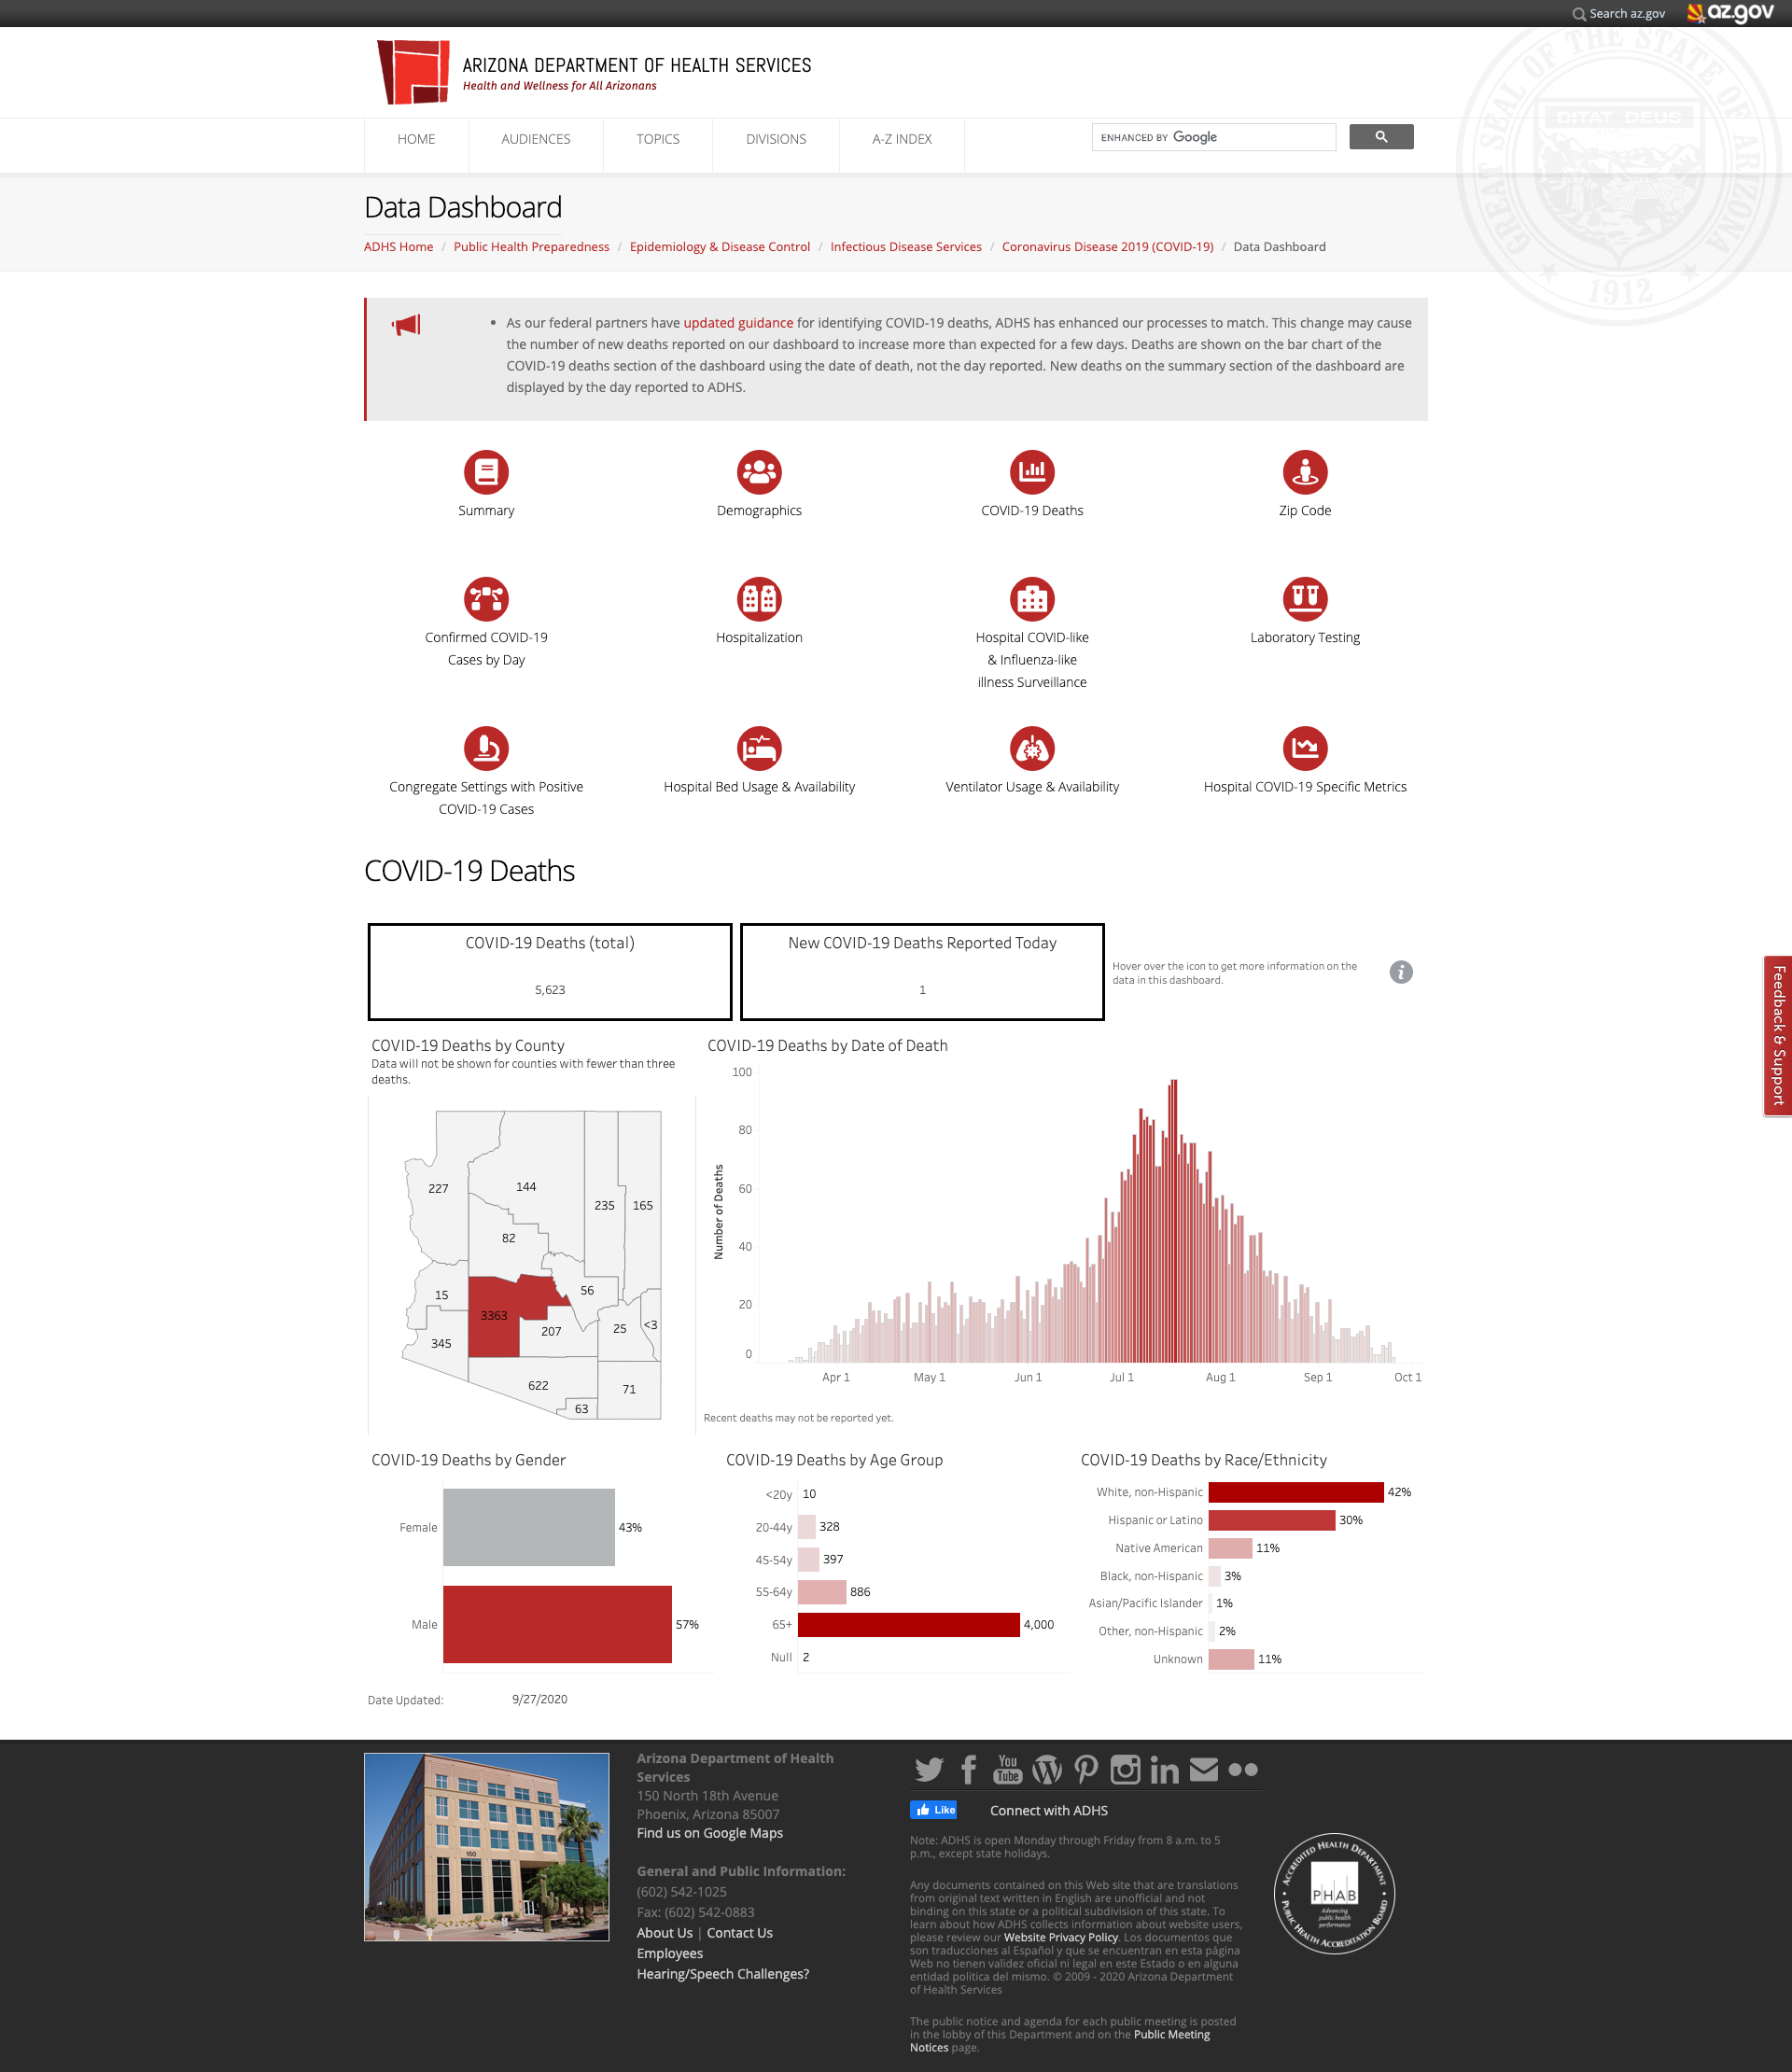 Search az.gov
az.gov
GREAT SEAL OF THE STATE OF ARIZONA
DITAT DEUS
1912
ARIZONA DEPARTMENT OF HEALTH SERVICES
Health and Wellness for All Arizonans
HOME
AUDIENCES
TOPICS
DIVISIONS
A-Z INDEX
ENHANCED BY Google
Data Dashboard
ADHS Home / Public Health Preparedness / Epidemiology & Disease Control / Infectious Disease Services / Coronavirus Disease 2019 (COVID-19) / Data Dashboard
• As our federal partners have updated guidance for identifying COVID-19 deaths, ADHS has enhanced our processes to match. This change may cause
the number of new deaths reported on our dashboard to increase more than expected for a few days. Deaths are shown on the bar chart of the
COVID-19 deaths section of the dashboard using the date of death, not the day reported. New deaths on the summary section of the dashboard are
displayed by the day reported to ADHS.
Summary
Demographics
COVID-19 Deaths
Zip Code
Confirmed COVID-19
Cases by Day
Hospitalization
Hospital COVID-like
& Influenza-like
illness Surveillance
Laboratory Testing
Congregate Settings with Positive
COVID-19 Cases
Hospital Bed Usage & Availability
Ventilator Usage & Availability
Hospital COVID-19 Specific Metrics
COVID-19 Deaths
COVID-19 Deaths (total)
5,623
New COVID-19 Deaths Reported Today
1
Hover over the icon to get more information on the
data in this dashboard.
Feedback & Support
COVID-19 Deaths by County
Data will not be shown for counties with fewer than three
deaths.
227
144
235
165
82
15
3363
56
207
25
<3
345
622
71
63
COVID-19 Deaths by Date of Death
Number of Deaths
100
80
60
40
20
0
Apr 1
May 1
Jun 1
Jul 1
Aug 1
Sep 1
Oct 1
Recent deaths may not be reported yet.
COVID-19 Deaths by Gender
Female
43%
Male
57%
COVID-19 Deaths by Age Group
<20y 10
20-44y 328
45-54y 397
55-64y 886
65+ 4,000
Null 2
COVID-19 Deaths by Race/Ethnicity
White, non-Hispanic 42%
Hispanic or Latino 30%
Native American 11%
Black, non-Hispanic 3%
Asian/Pacific Islander 1%
Other, non-Hispanic 2%
Unknown 11%
Date Updated: 9/27/2020
150
Arizona Department of Health
Services
150 North 18th Avenue
Phoenix, Arizona 85007
Find us on Google Maps
General and Public Information:
(602) 542-1025
Fax: (602) 542-0883
About Us | Contact Us
Employees
Hearing/Speech Challenges?
You
Tube
Like
Connect with ADHS
Note: ADHS is open Monday through Friday from 8 a.m. to 5
p.m., except state holidays.
Any documents contained on this Web site that are translations
from original text written in English are unofficial and not
binding on this state or a political subdivision of this state. To
learn about how ADHS collects information about website users,
please review our Website Privacy Policy. Los documentos que
son traducciones al Español y que se encuentran en esta página
Web no tienen validez oficial ni legal en este Estado o en alguna
entidad politica del mismo. © 2009 - 2020 Arizona Department
of Health Services
The public notice and agenda for each public meeting is posted
in the lobby of this Department and on the Public Meeting
Notices page.
ACCREDITED HEALTH DEPARTMENT
PHAB
Advancing
public health
performance
PUBLIC HEALTH ACCREDITATION BOARD